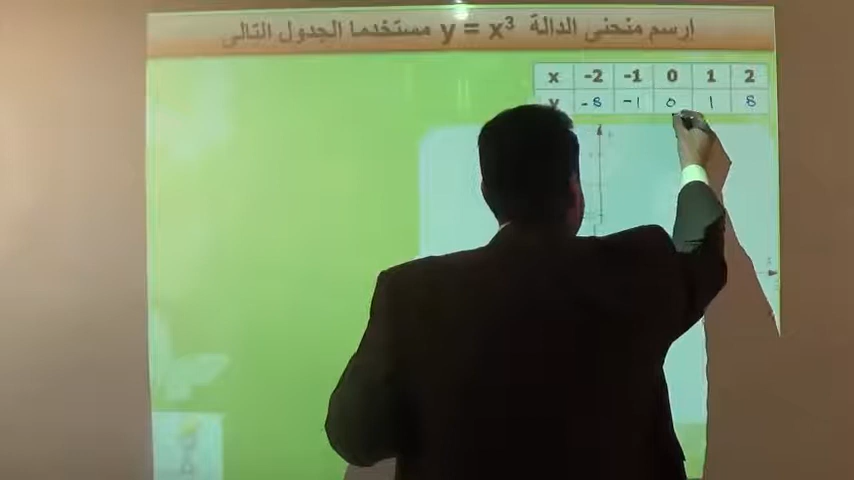 ارسم منحنى الدالة y = x³ مستخدما الجدول التالى
x -2 -1 0 1 2
y -8 -1 0 1 8